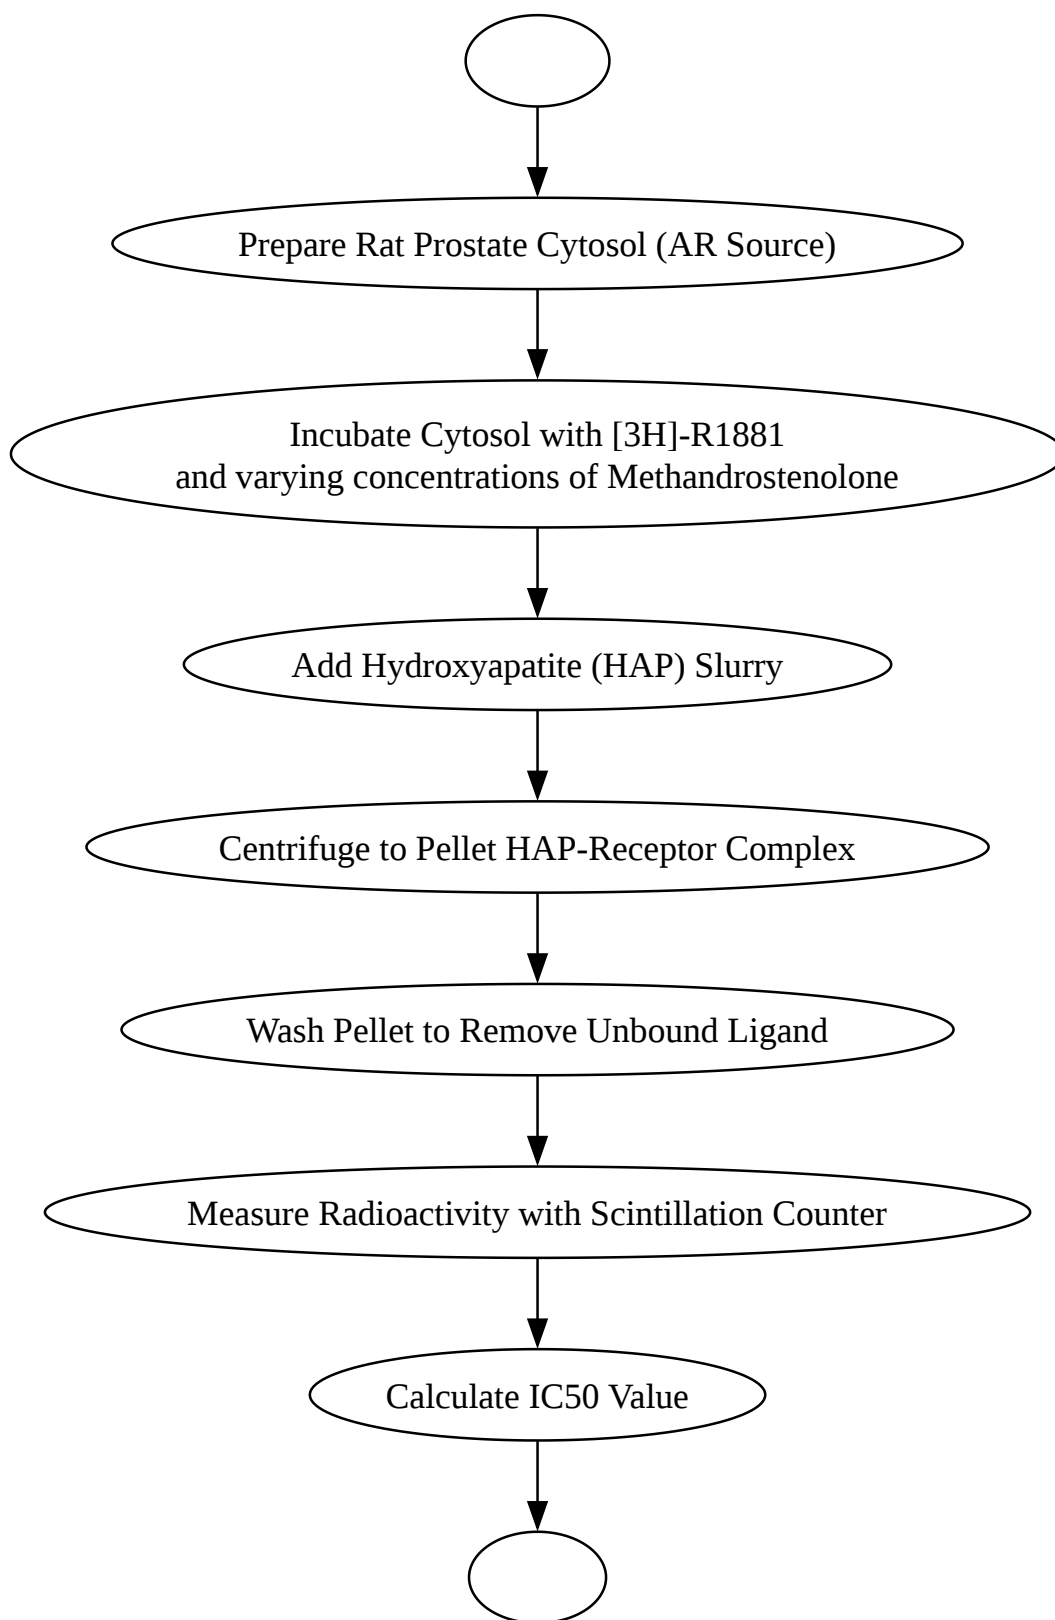 Prepare Rat Prostate Cytosol (AR Source)
Incubate Cytosol with [3H]-R1881
and varying concentrations of Methandrostenolone
Add Hydroxyapatite (HAP) Slurry
Centrifuge to Pellet HAP-Receptor Complex
Wash Pellet to Remove Unbound Ligand
Measure Radioactivity with Scintillation Counter
Calculate IC50 Value